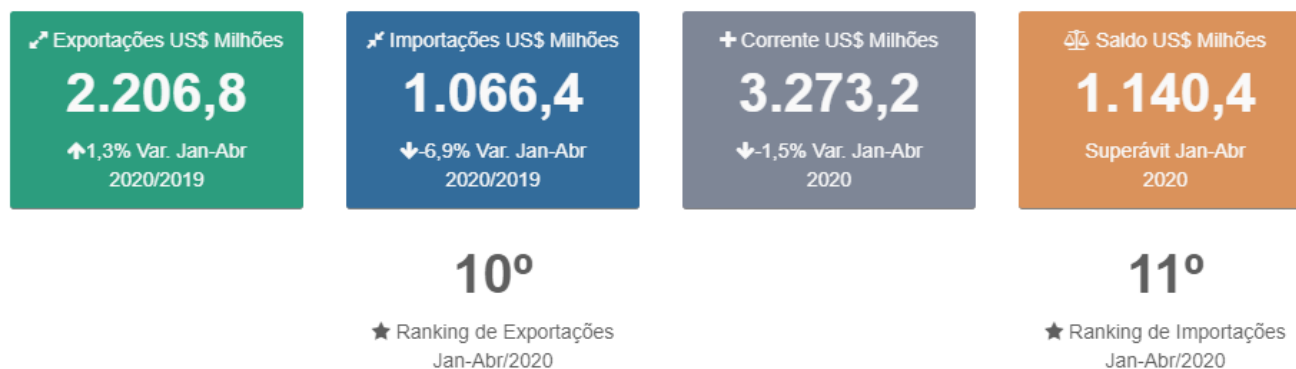 Exportações US$ Milhões
2.206,8
1,3% Var. Jan-Abr
2020/2019
Importações US$ Milhões
1.066,4
-6,9% Var. Jan-Abr
2020/2019
Corrente US$ Milhões
3.273,2
-1,5% Var. Jan-Abr
2020
Saldo US$ Milhões
1.140,4
Superávit Jan-Abr
2020
10º
Ranking de Exportações
Jan-Abr/2020
11º
Ranking de Importações
Jan-Abr/2020